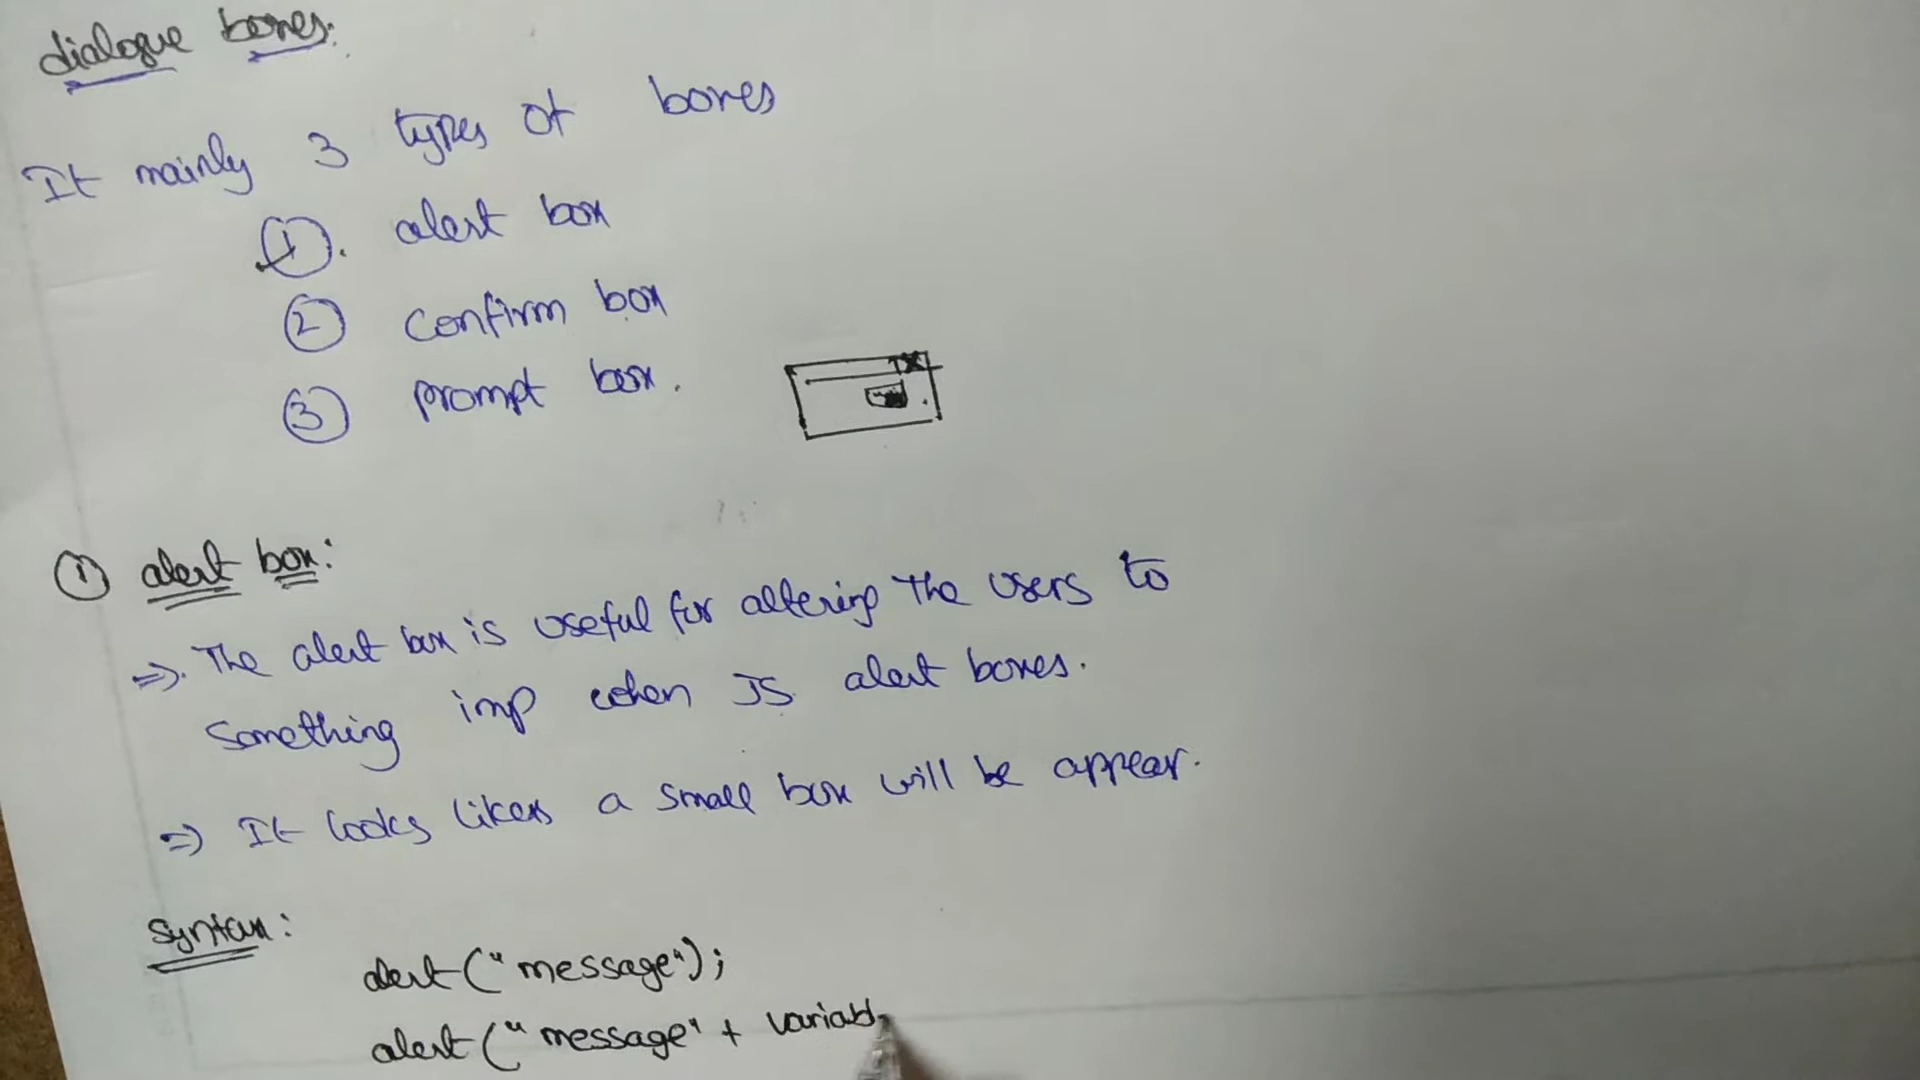 dialogue boxes.
It mainly 3 types of boxes
①. alert box
② confirm box
③ prompt box.
① alert box:
⇒. The alert box is useful for altering the users to
Something imp when JS alert boxes.
⇒ It looks likes a small box will be appear.
Syntax:
alert("message");
alert("message" + variabl